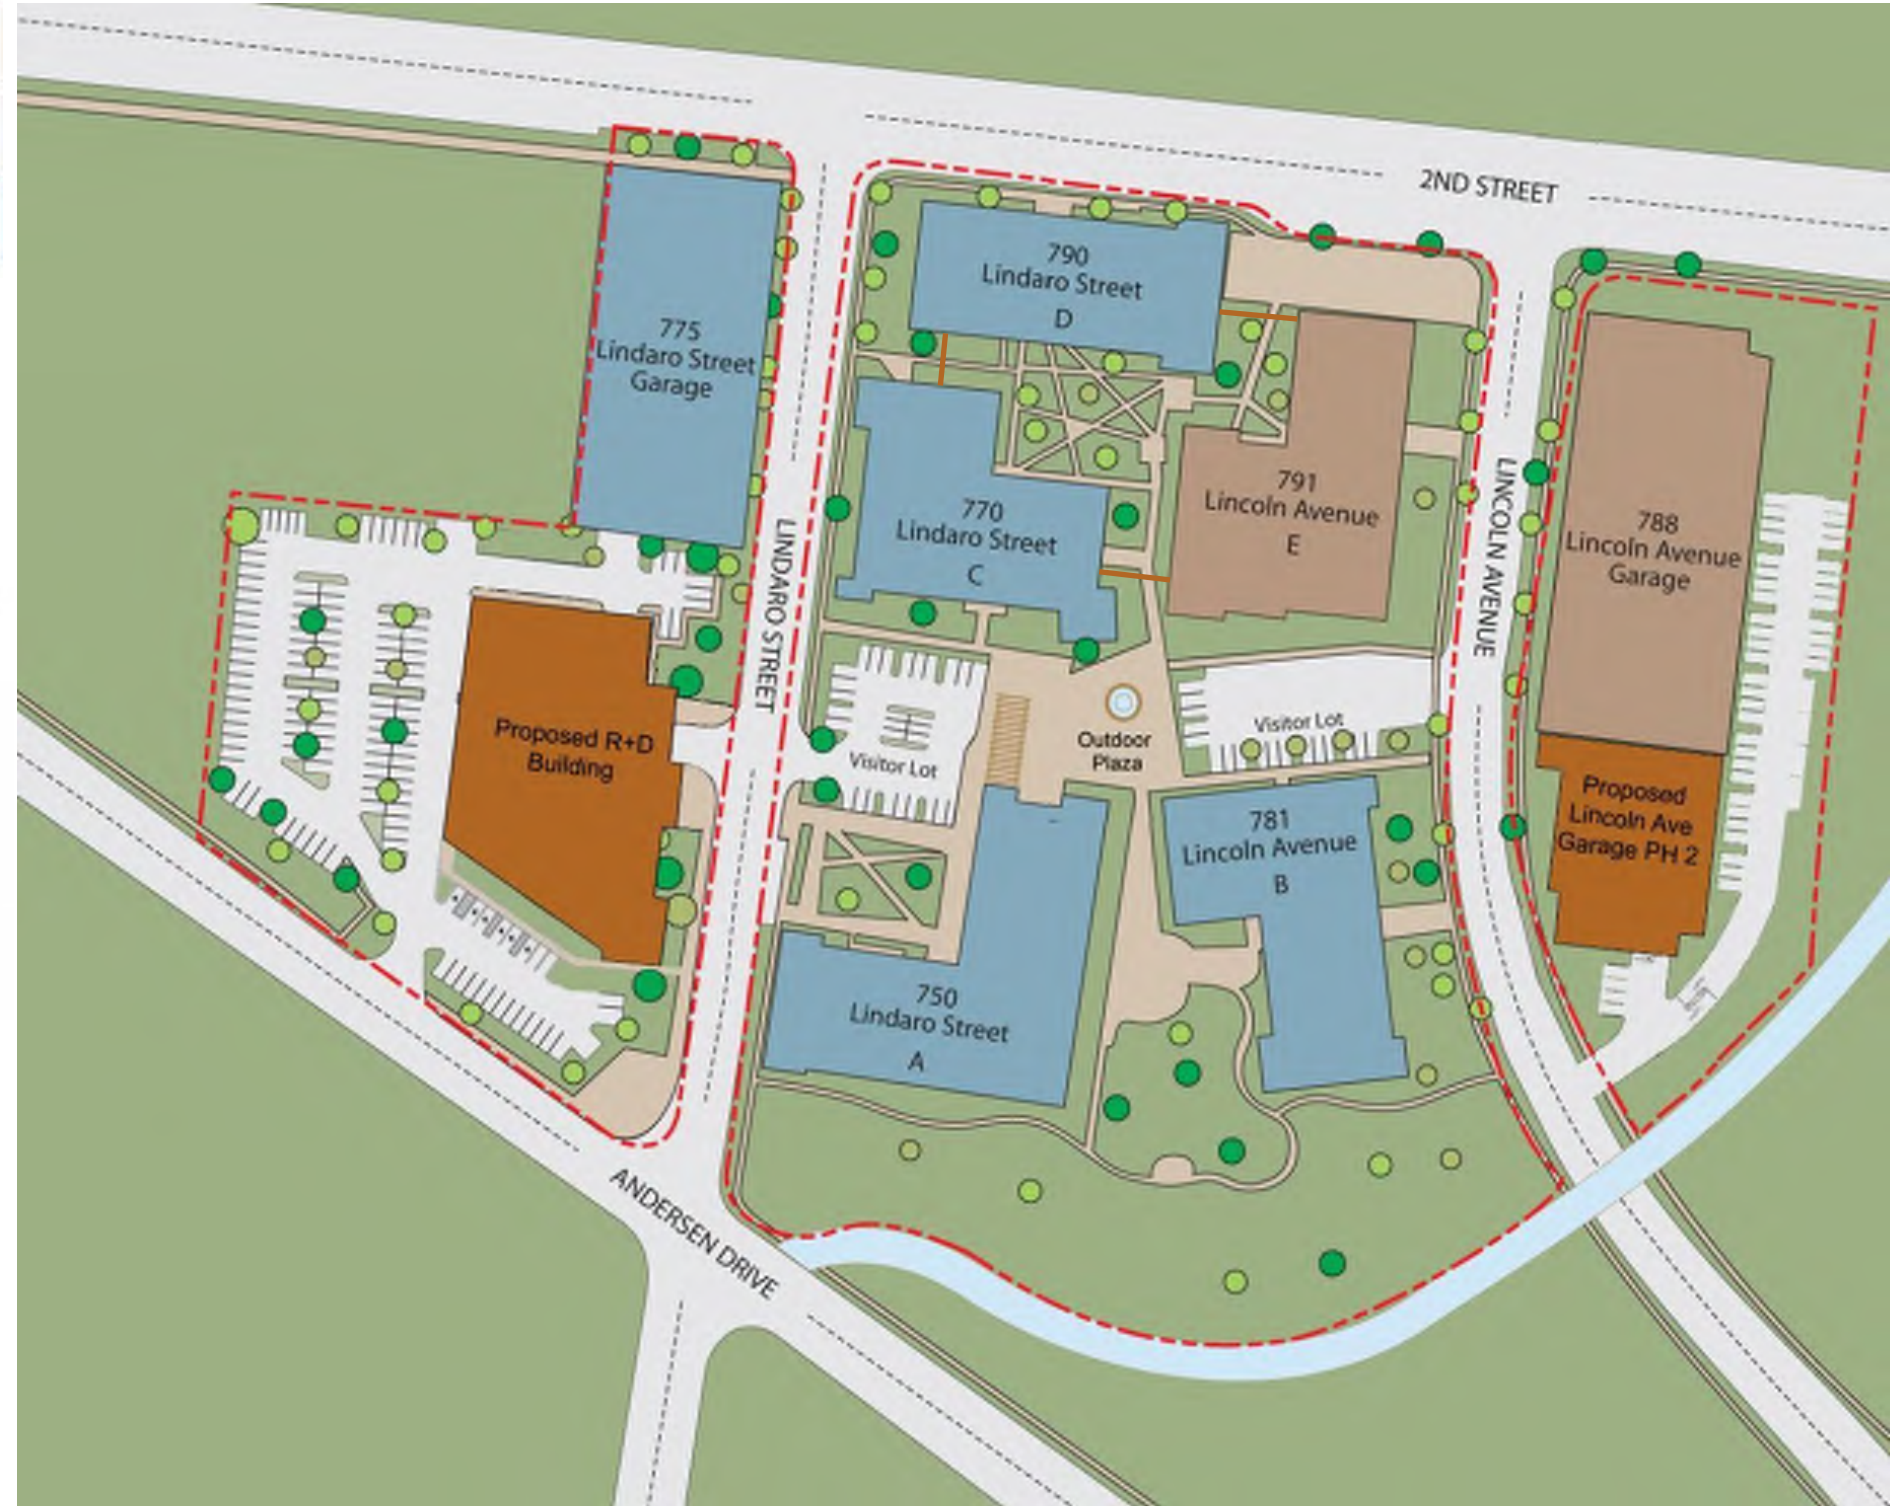 2ND STREET
790
Lindaro Street
D
775
Lindaro Street
Garage
791
Lincoln Avenue
E
770
Lindaro Street
C
788
Lincoln Avenue
Garage
LINDARO STREET
LINCOLN AVENUE
Proposed R+D
Building
Visitor Lot
Outdoor
Plaza
Visitor Lot
Proposed
Lincoln Ave
Garage PH 2
781
Lincoln Avenue
B
750
Lindaro Street
A
ANDERSEN DRIVE